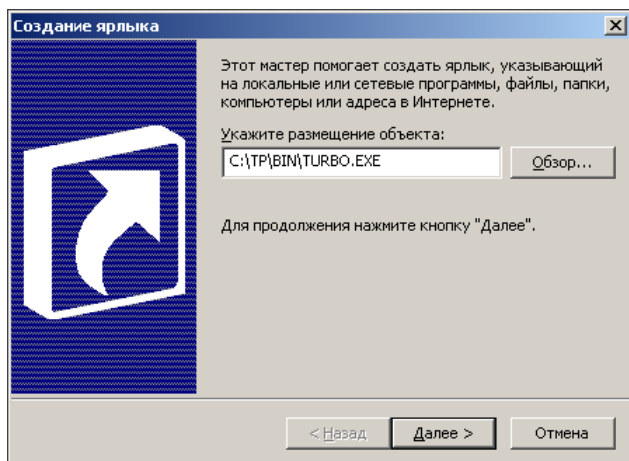 Создание ярлыка
Этот мастер помогает создать ярлык, указывающий
на локальные или сетевые программы, файлы, папки,
компьютеры или адреса в Интернете.
Укажите размещение объекта:
C:\TP\BIN\TURBO.EXE
Обзор...
Для продолжения нажмите кнопку "Далее".
< Назад
Далее >
Отмена